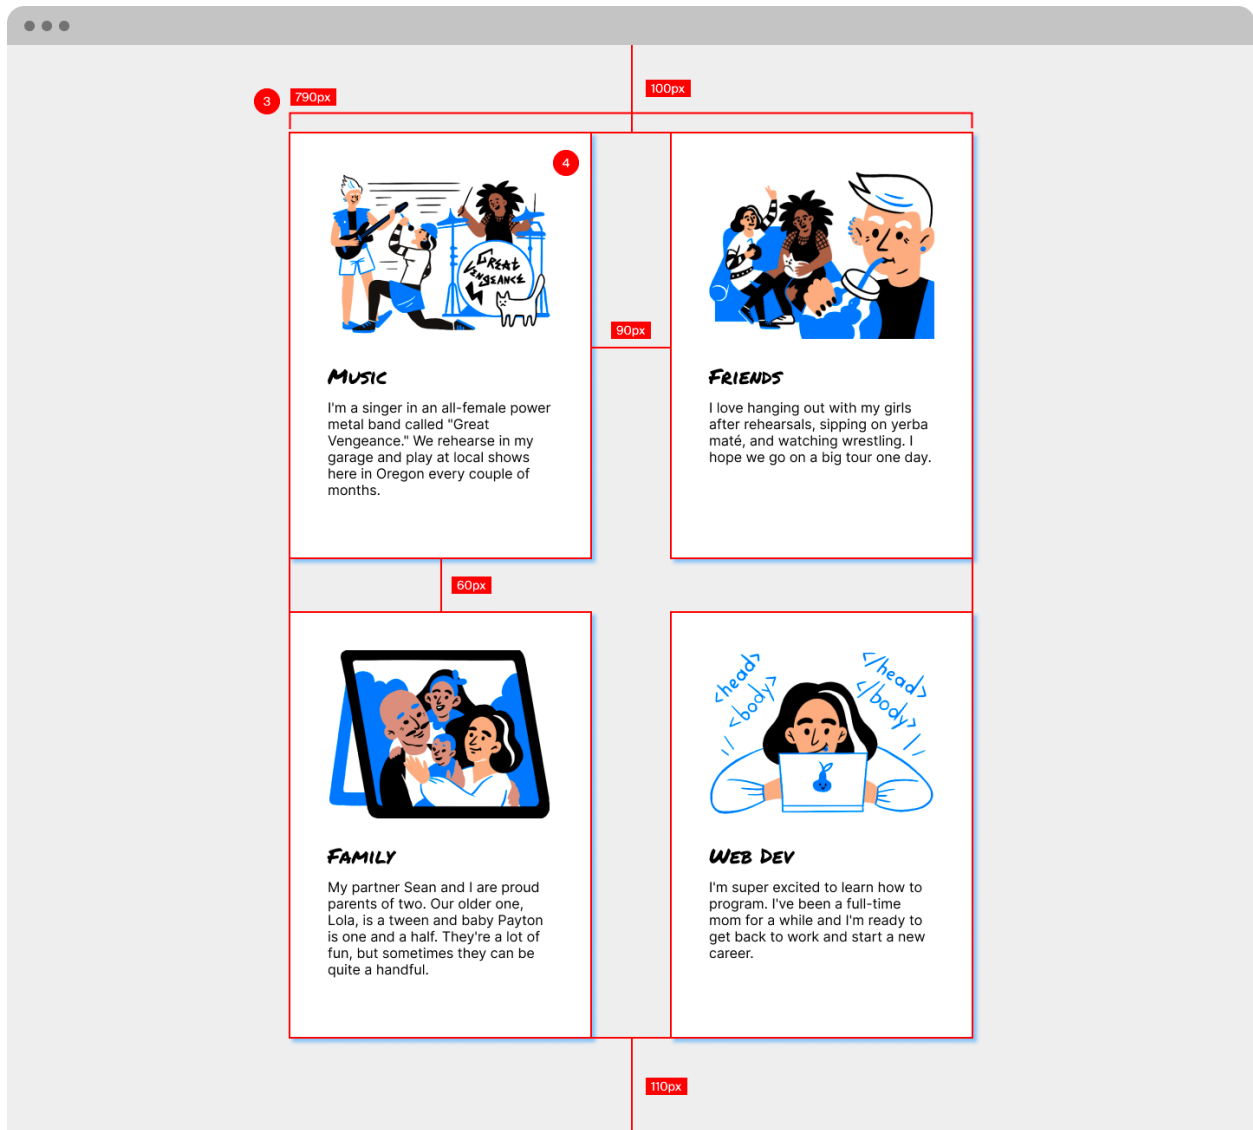 100px
3
790px
4
GREAT
VENGEANCE
90px
Music
I'm a singer in an all-female power
metal band called "Great
Vengeance." We rehearse in my
garage and play at local shows
here in Oregon every couple of
months.
Friends
I love hanging out with my girls
after rehearsals, sipping on yerba
maté, and watching wrestling. I
hope we go on a big tour one day.
60px
<head>
<body>
</head>
</body>
Family
My partner Sean and I are proud
parents of two. Our older one,
Lola, is a tween and baby Payton
is one and a half. They're a lot of
fun, but sometimes they can be
quite a handful.
Web Dev
I'm super excited to learn how to
program. I've been a full-time
mom for a while and I'm ready to
get back to work and start a new
career.
110px